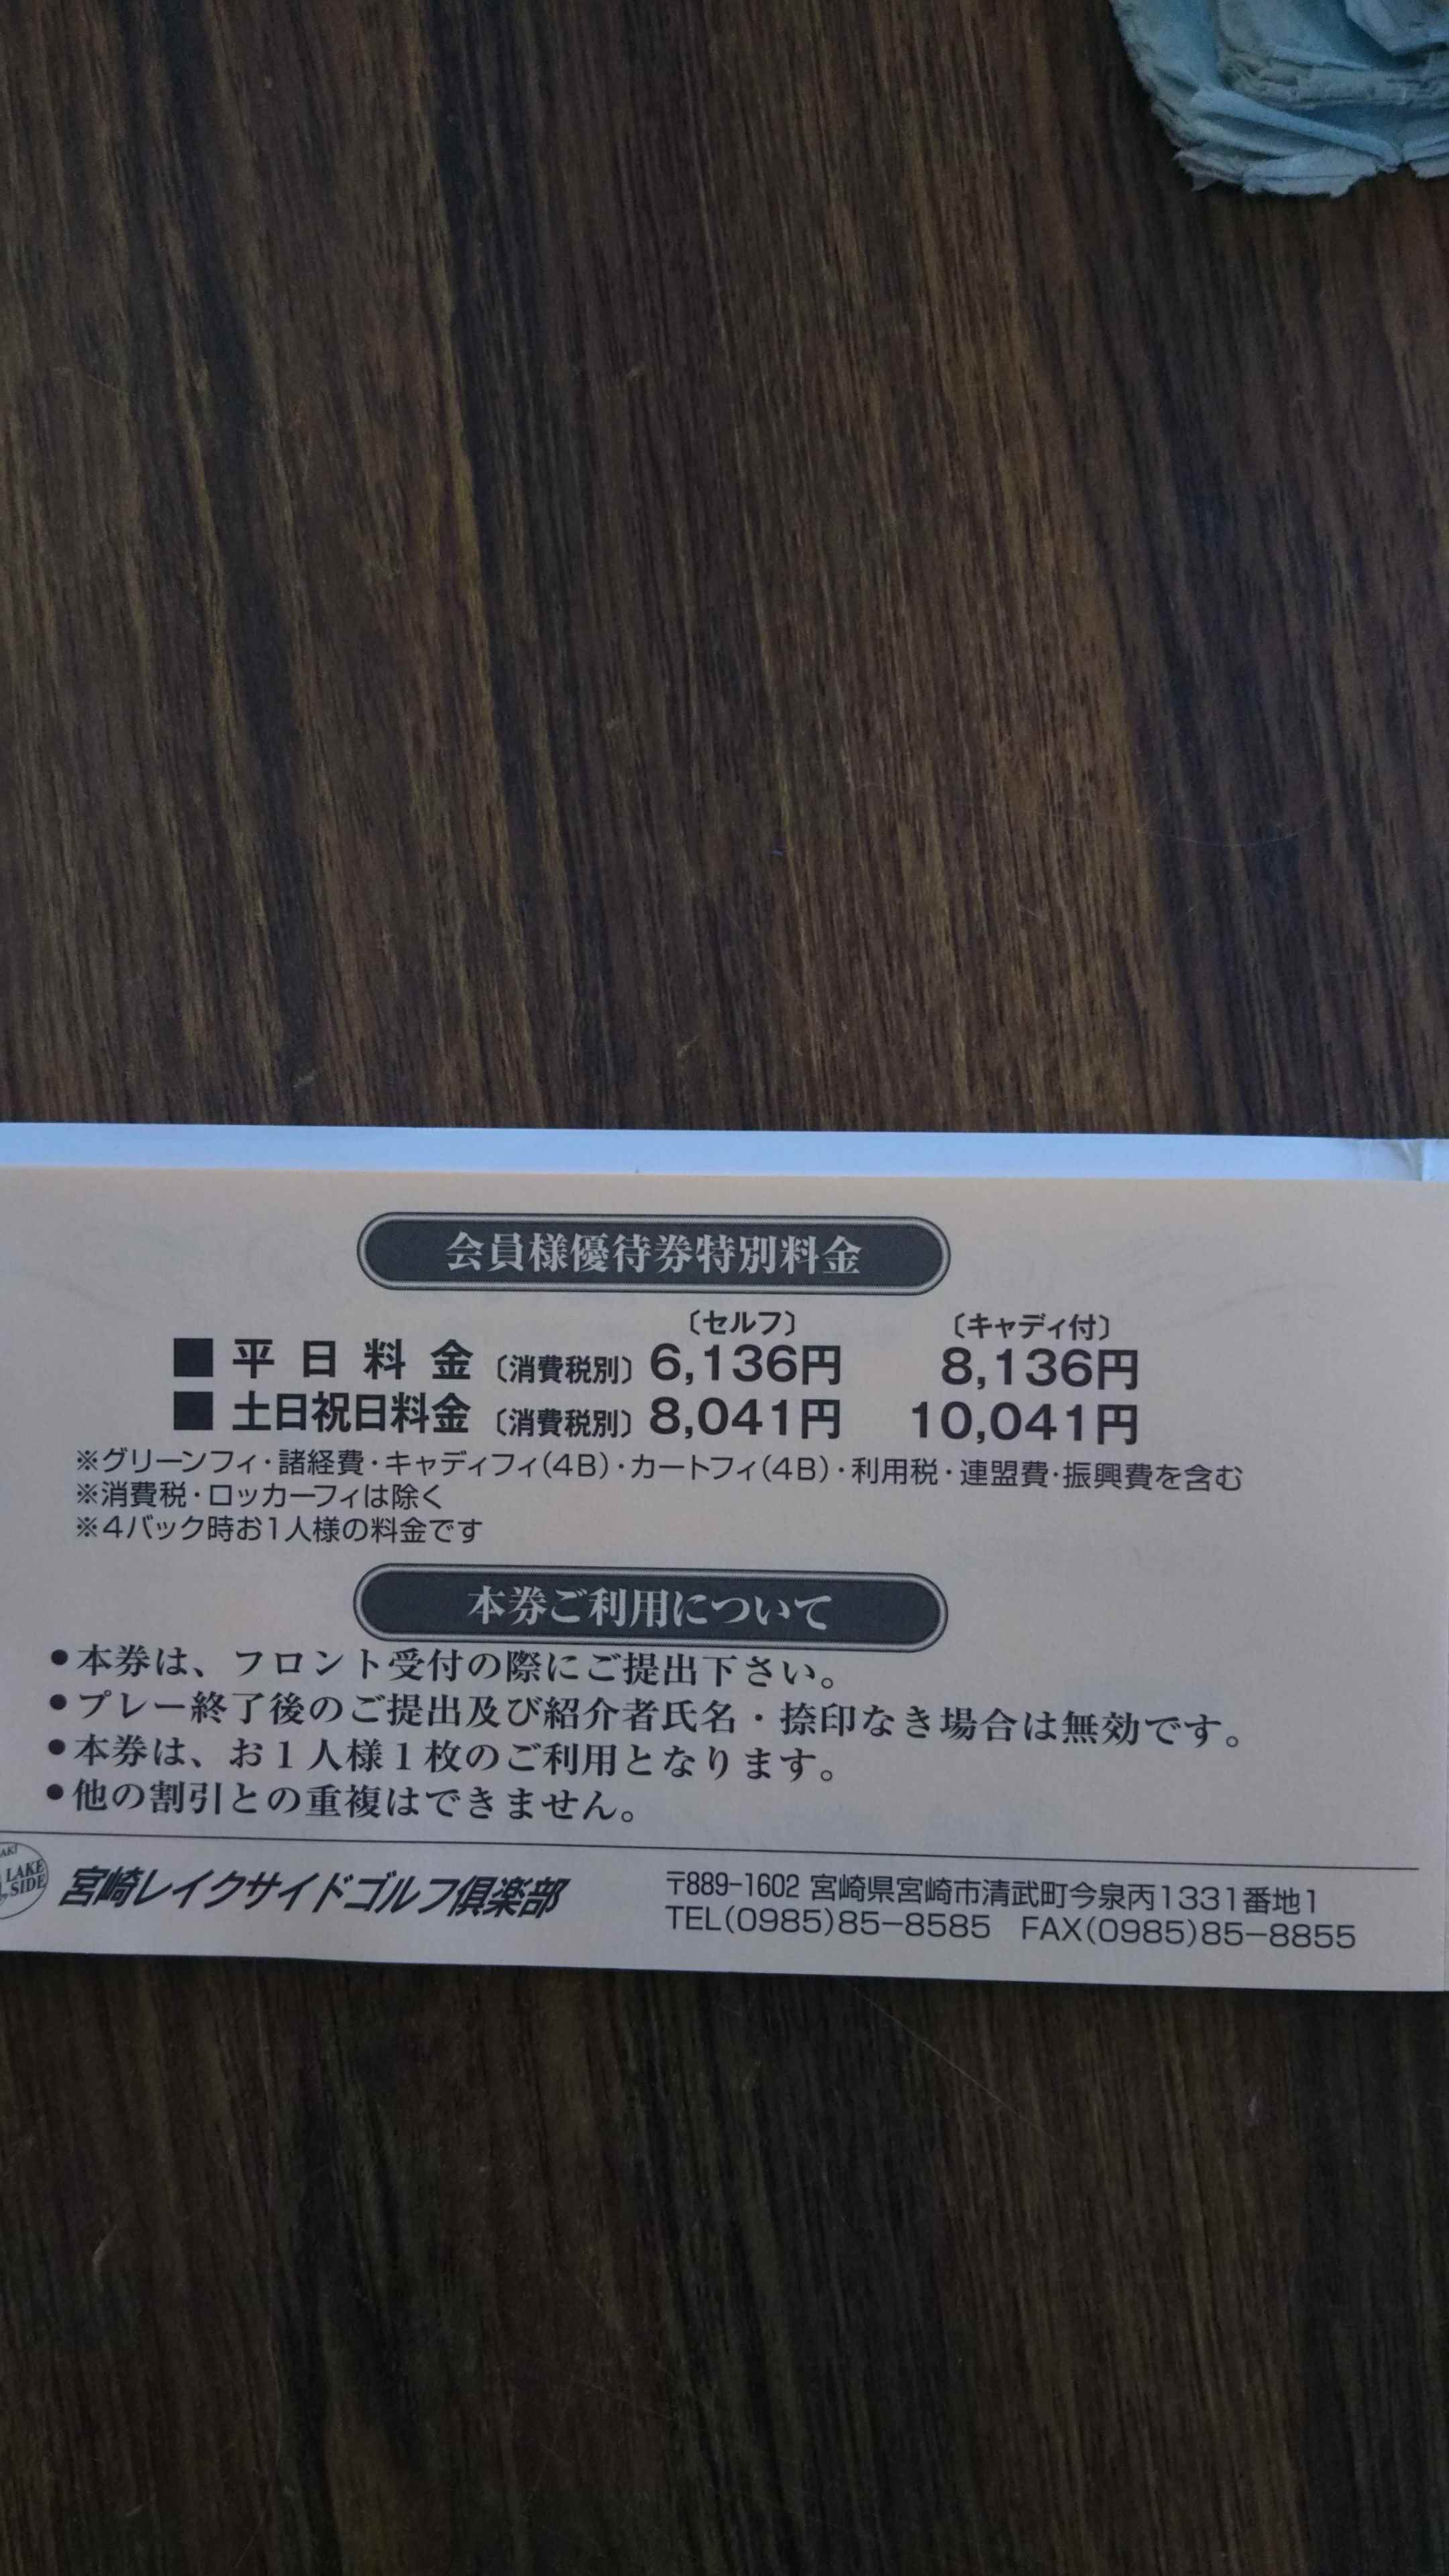 会員様優待券特別料金
〔セルフ〕 〔キャディ付〕
■ 平日料金〔消費税別〕6,136円 8,136円
■ 土日祝日料金〔消費税別〕8,041円 10,041円
※グリーンフィ・諸経費・キャディフィ(4B)・カートフィ(4B)・利用税・連盟費・振興費を含む
※消費税・ロッカーフィは除く
※4バック時お1人様の料金です
本券ご利用について
●本券は、フロント受付の際にご提出下さい。
●プレー終了後のご提出及び紹介者氏名・捺印なき場合は無効です。
●本券は、お1人様1枚のご利用となります。
●他の割引との重複はできません。
LAKE
SIDE
宮崎レイクサイドゴルフ倶楽部
〒889-1602 宮崎県宮崎市清武町今泉丙1331番地1
TEL(0985)85-8585 FAX(0985)85-8855